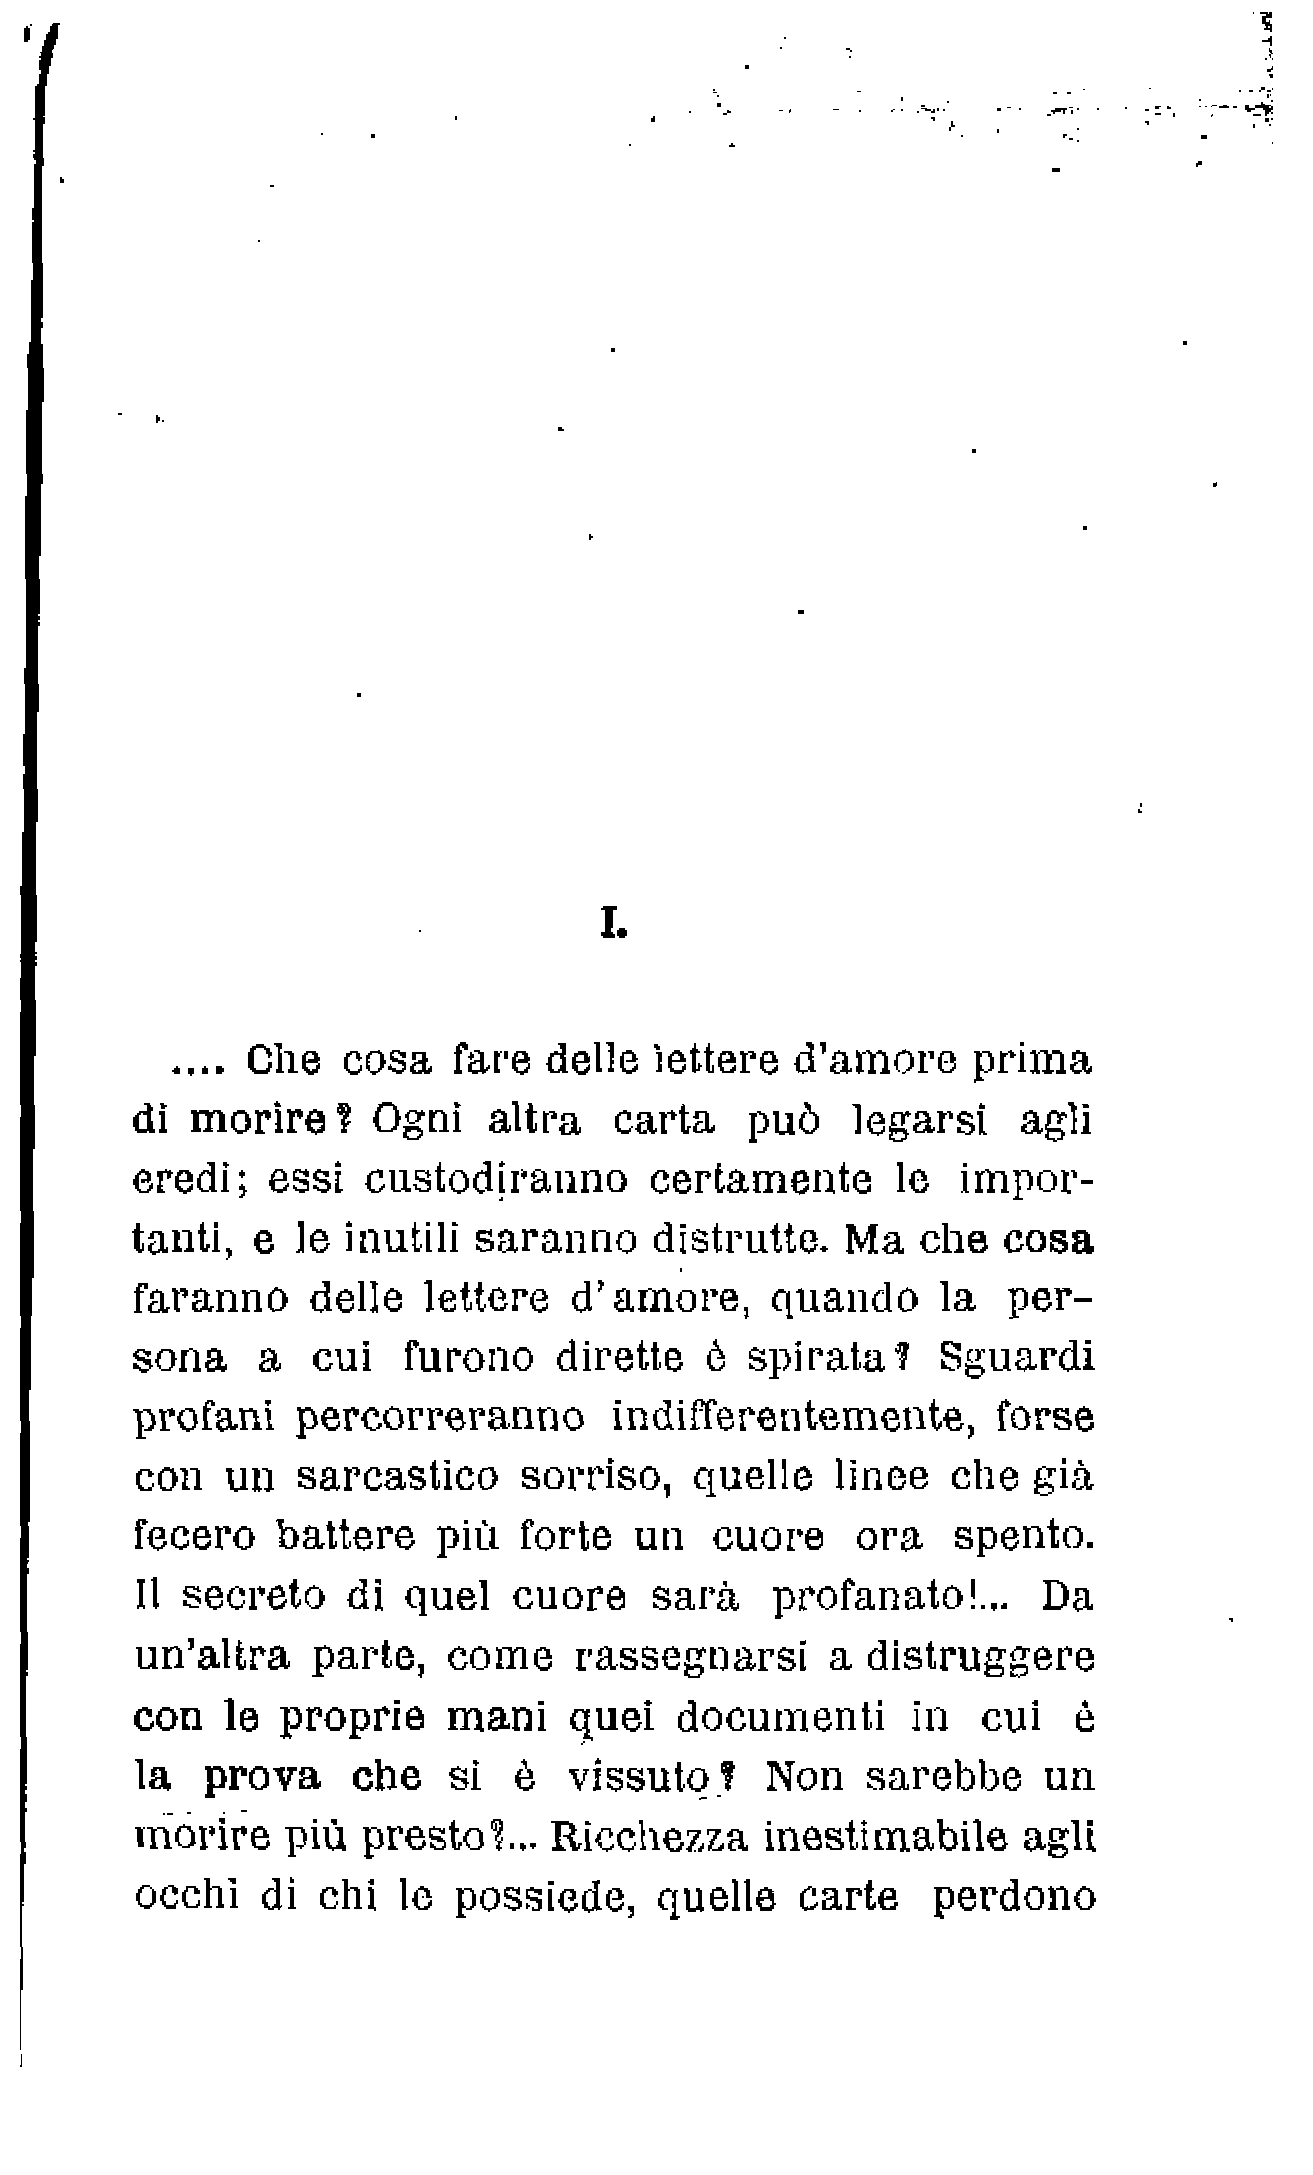 I.
.... Che cosa fare delle lettere d'amore prima
di morire? Ogni altra carta può legarsi agli
eredi; essi custodiranno certamente le impor-
tanti, e le inutili saranno distrutte. Ma che cosa
faranno delle lettere d'amore, quando la per-
sona a cui furono dirette è spirata? Sguardi
profani percorreranno indifferentemente, forse
con un sarcastico sorriso, quelle linee che già
fecero battere più forte un cuore ora spento.
Il secreto di quel cuore sarà profanato!... Da
un'altra parte, come rassegnarsi a distruggere
con le proprie mani quei documenti in cui è
la prova che si è vissuto? Non sarebbe un
morire più presto?... Ricchezza inestimabile agli
occhi di chi le possiede, quelle carte perdono